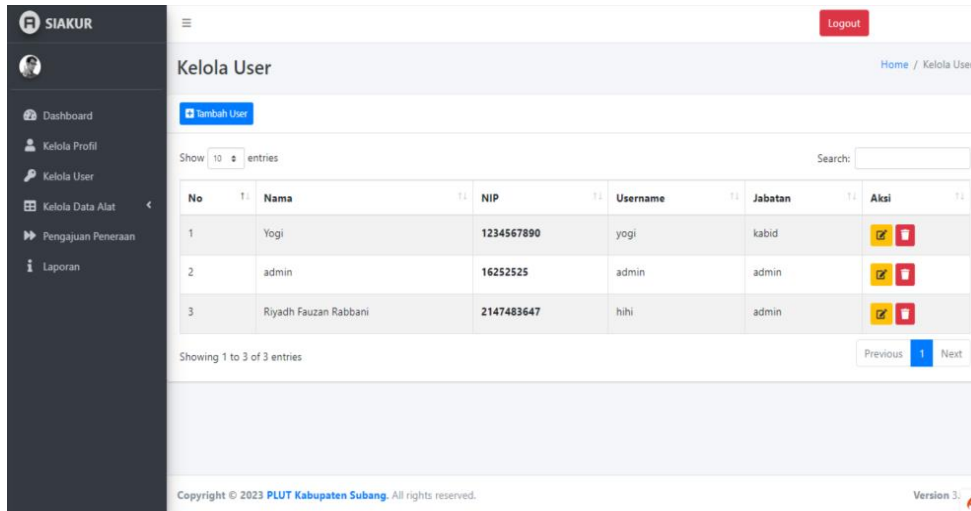 SIAKUR
Logout
Kelola User
Home / Kelola Use
Dashboard
Kelola Profil
Kelola User
Kelola Data Alat
Pengajuan Peneraan
Laporan
Tambah User
Show 10 entries
Search:
No Nama NIP Username Jabatan Aksi
1 Yogi 1234567890 yogi kabid
2 admin 16252525 admin admin
3 Riyadh Fauzan Rabbani 2147483647 hihi admin
Showing 1 to 3 of 3 entries
Previous 1 Next
Copyright © 2023 PLUT Kabupaten Subang. All rights reserved.
Version 3.